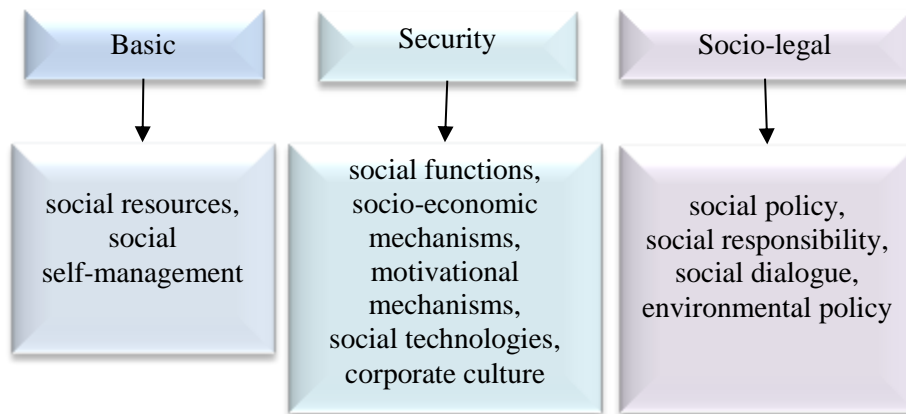 Basic
Security
Socio-legal
social resources,
social
self-management
social functions,
socio-economic
mechanisms,
motivational
mechanisms,
social technologies,
corporate culture
social policy,
social responsibility,
social dialogue,
environmental policy